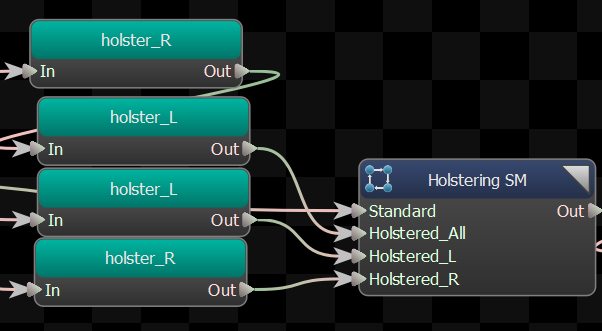 holster_R
In Out
holster_L
In Out
holster_L
In Out
holster_R
In Out
Holstering SM
Standard Out
Holstered_All
Holstered_L
Holstered_R